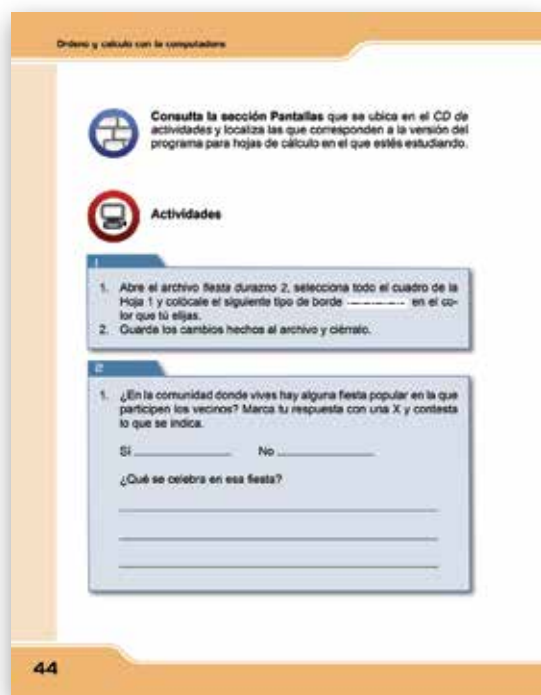 Ordeno y calculo con la computadora
Consulta la sección Pantallas que se ubica en el CD de
actividades y localiza las que corresponden a la versión del
programa para hojas de cálculo en el que estés estudiando.
Actividades
1
1. Abre el archivo fiesta durazno 2, selecciona todo el cuadro de la
Hoja 1 y colócale el siguiente tipo de borde en el co-
lor que tú elijas.
2. Guarda los cambios hechos al archivo y ciérralo.
2
1. ¿En la comunidad donde vives hay alguna fiesta popular en la que
participen los vecinos? Marca tu respuesta con una X y contesta
lo que se indica.
Sí No
¿Qué se celebra en esa fiesta?
44